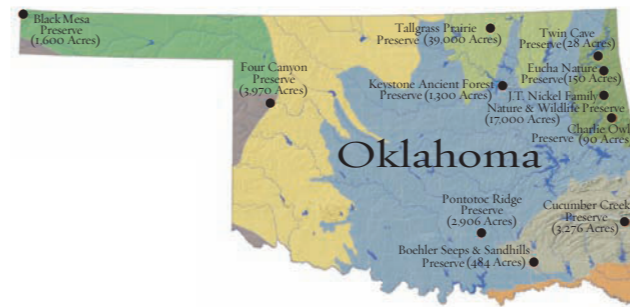 Black Mesa
Preserve
(1,600 Acres)
Tallgrass Prairie
Preserve (39,000 Acres)
Twin Cave
Preserve (28 Acres)
Four Canyon
Preserve
(3,970 Acres)
Eucha Nature
Preserve (150 Acres)
Keystone Ancient Forest
Preserve (1,300 Acres)
J.T. Nickel Family
Nature & Wildlife Preserve
(17,000 Acres)
Charlie Owl
Preserve (90 Acres)
Oklahoma
Pontotoc Ridge
Preserve
(2,906 Acres)
Cucumber Creek
Preserve
(3,276 Acres)
Boehler Seeps & Sandhills
Preserve (484 Acres)